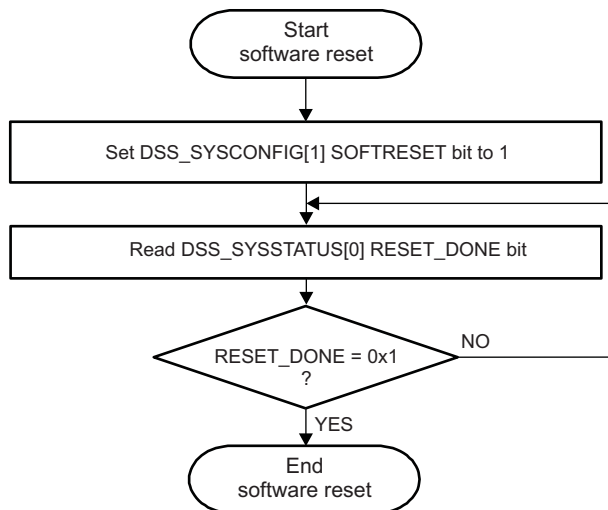 Start
software reset
Set DSS_SYSCONFIG[1] SOFTRESET bit to 1
Read DSS_SYSSTATUS[0] RESET_DONE bit
RESET_DONE = 0x1
?
NO
YES
End
software reset